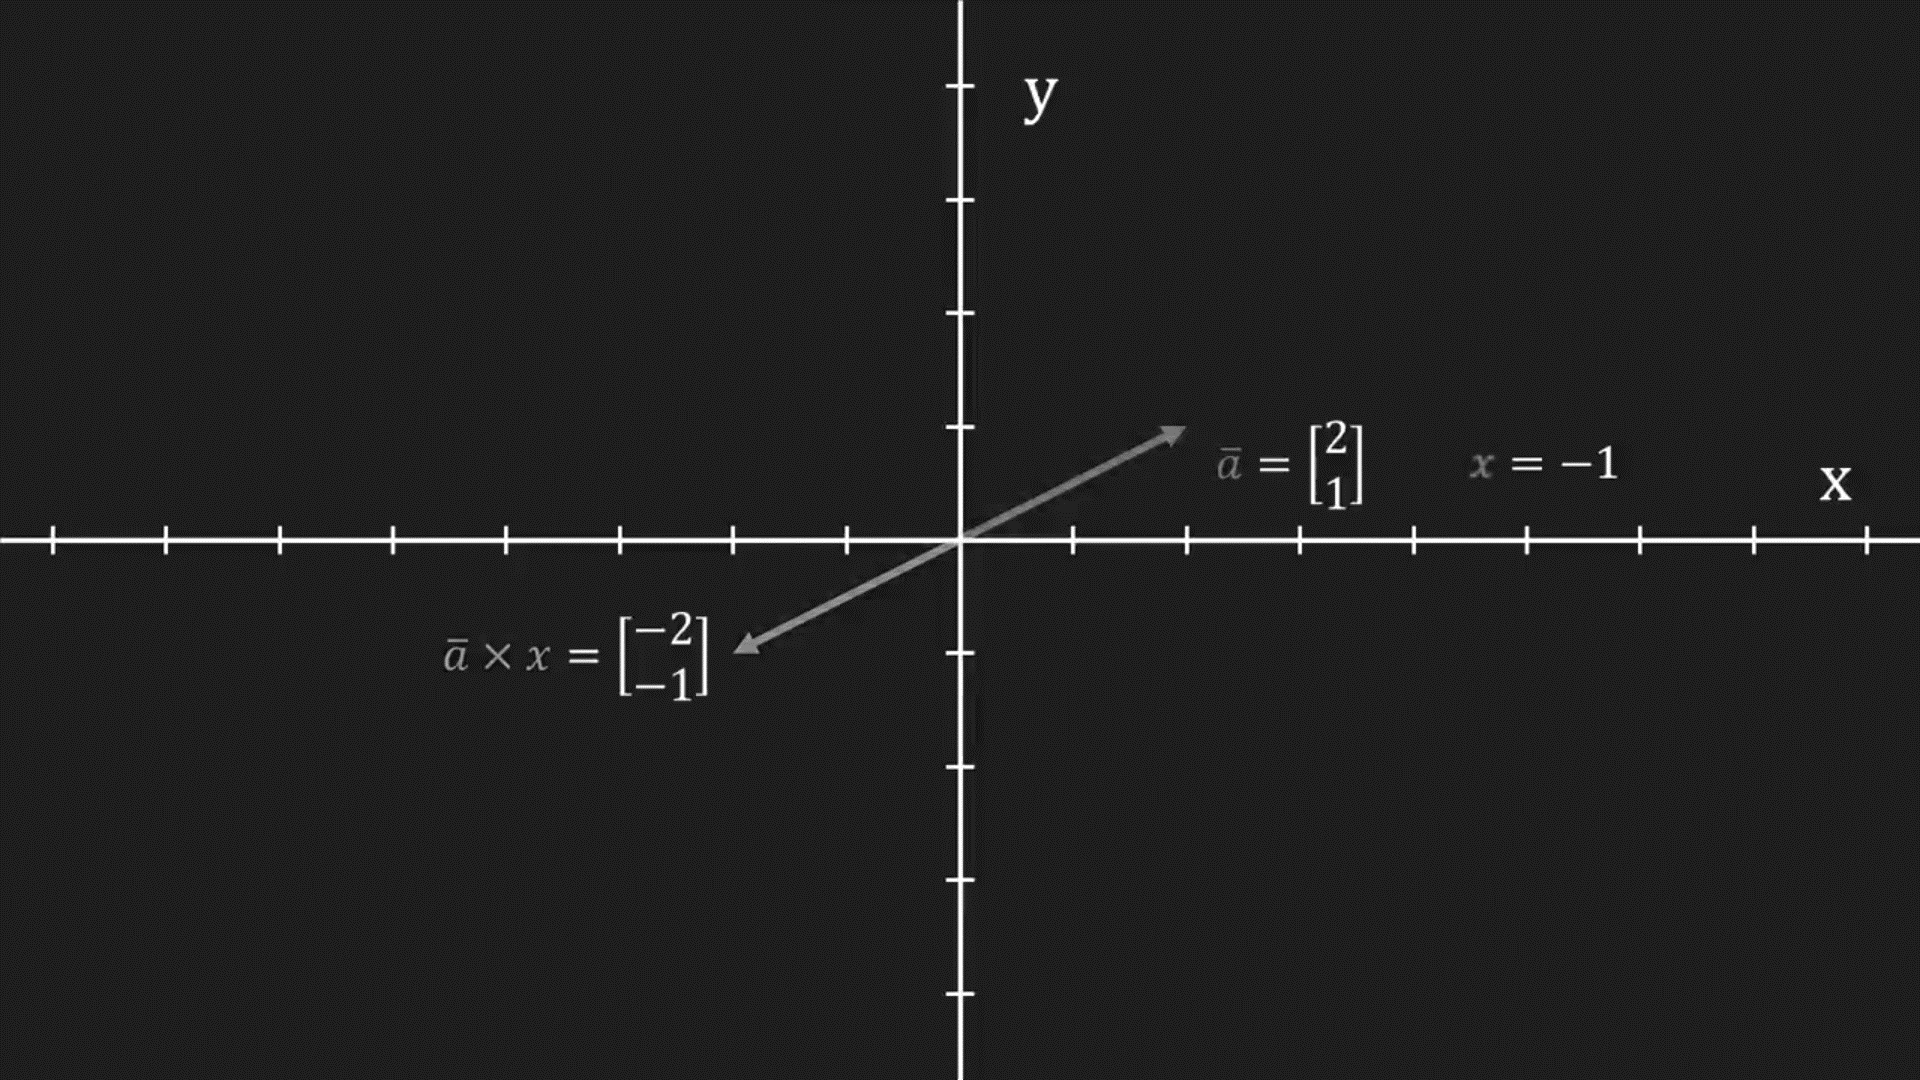 y
ā = [2 1] x = −1
x
ā × x = [−2 −1]